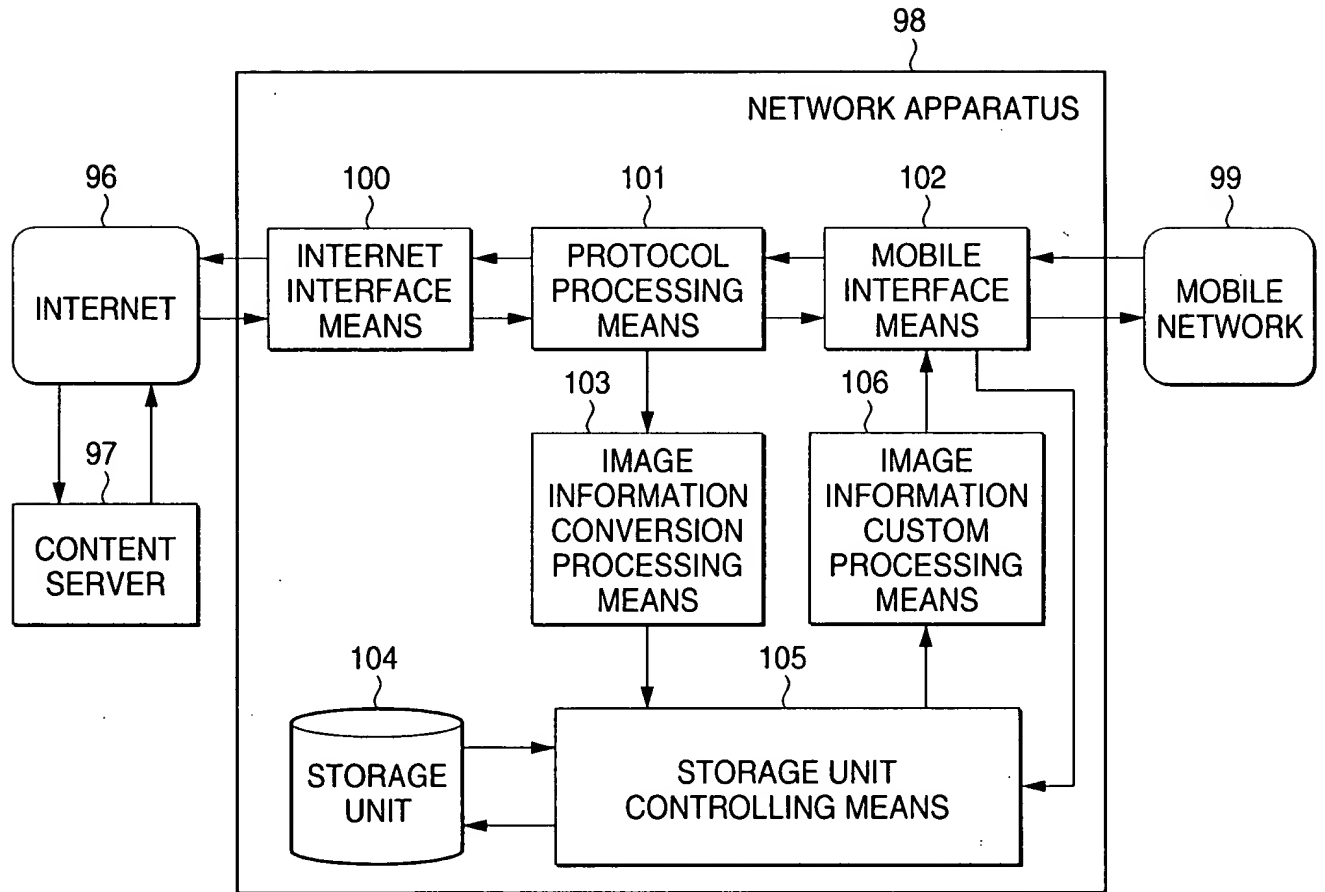 98
NETWORK APPARATUS
96
100
101
102
99
INTERNET
INTERNET
INTERFACE
MEANS
PROTOCOL
PROCESSING
MEANS
MOBILE
INTERFACE
MEANS
MOBILE
NETWORK
97
CONTENT
SERVER
103
IMAGE
INFORMATION
CONVERSION
PROCESSING
MEANS
106
IMAGE
INFORMATION
CUSTOM
PROCESSING
MEANS
104
STORAGE
UNIT
105
STORAGE UNIT
CONTROLLING MEANS